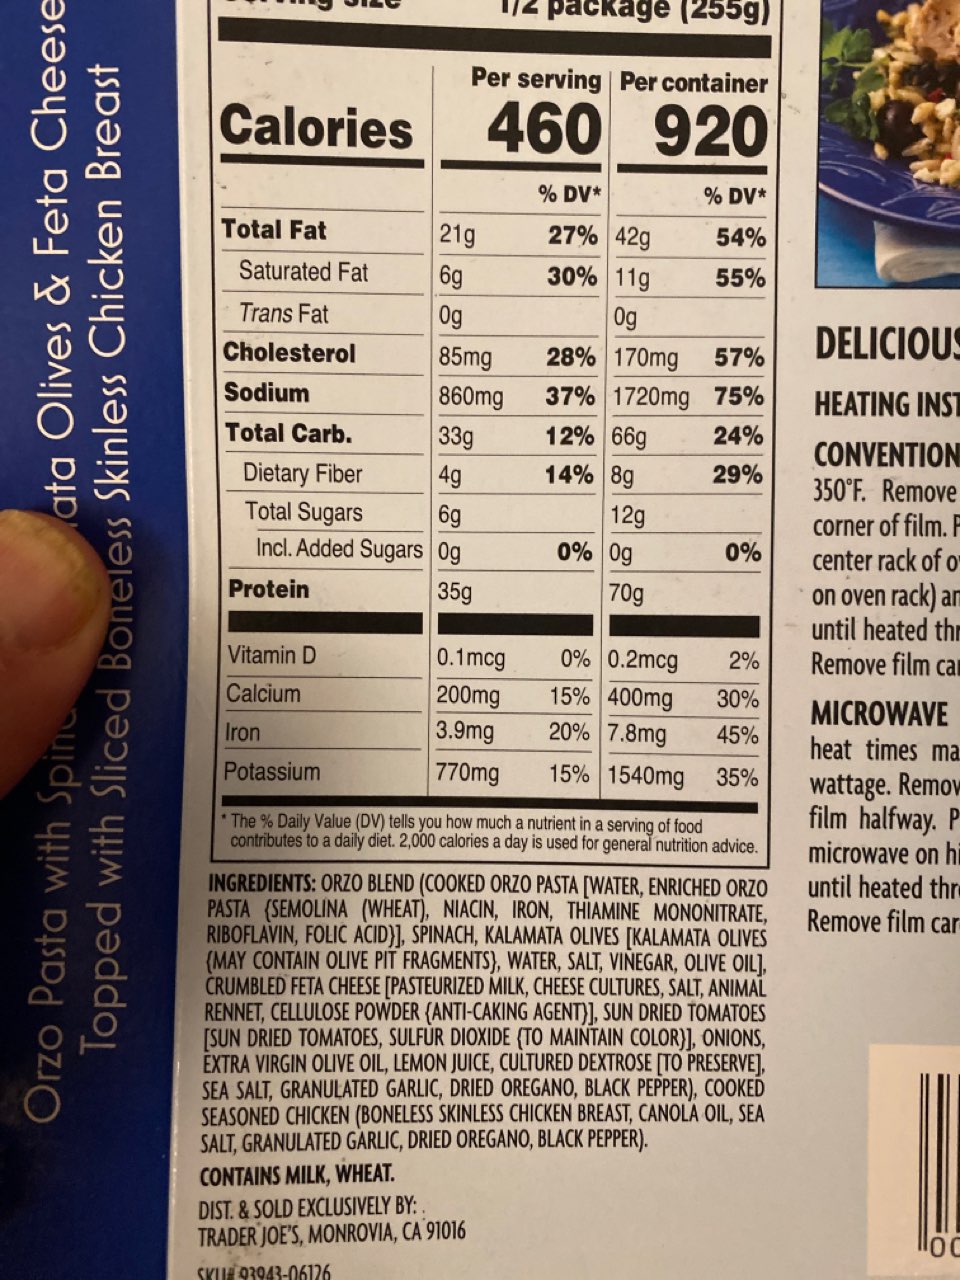 Serving size 1/2 package (255g)
Per serving Per container
Calories 460 920
% DV* % DV*
Total Fat 21g 27% 42g 54%
Saturated Fat 6g 30% 11g 55%
Trans Fat 0g 0g
Cholesterol 85mg 28% 170mg 57%
Sodium 860mg 37% 1720mg 75%
Total Carb. 33g 12% 66g 24%
Dietary Fiber 4g 14% 8g 29%
Total Sugars 6g 12g
Incl. Added Sugars 0g 0% 0g 0%
Protein 35g 70g
Vitamin D 0.1mcg 0% 0.2mcg 2%
Calcium 200mg 15% 400mg 30%
Iron 3.9mg 20% 7.8mg 45%
Potassium 770mg 15% 1540mg 35%
* The % Daily Value (DV) tells you how much a nutrient in a serving of food
contributes to a daily diet. 2,000 calories a day is used for general nutrition advice.
INGREDIENTS: ORZO BLEND (COOKED ORZO PASTA [WATER, ENRICHED ORZO
PASTA {SEMOLINA (WHEAT), NIACIN, IRON, THIAMINE MONONITRATE,
RIBOFLAVIN, FOLIC ACID}], SPINACH, KALAMATA OLIVES [KALAMATA OLIVES
{MAY CONTAIN OLIVE PIT FRAGMENTS}, WATER, SALT, VINEGAR, OLIVE OIL],
CRUMBLED FETA CHEESE [PASTEURIZED MILK, CHEESE CULTURES, SALT, ANIMAL
RENNET, CELLULOSE POWDER {ANTI-CAKING AGENT}], SUN DRIED TOMATOES
[SUN DRIED TOMATOES, SULFUR DIOXIDE {TO MAINTAIN COLOR}], ONIONS,
EXTRA VIRGIN OLIVE OIL, LEMON JUICE, CULTURED DEXTROSE [TO PRESERVE],
SEA SALT, GRANULATED GARLIC, DRIED OREGANO, BLACK PEPPER), COOKED
SEASONED CHICKEN (BONELESS SKINLESS CHICKEN BREAST, CANOLA OIL, SEA
SALT, GRANULATED GARLIC, DRIED OREGANO, BLACK PEPPER).
CONTAINS MILK, WHEAT.
DIST. & SOLD EXCLUSIVELY BY:
TRADER JOE'S, MONROVIA, CA 91016
SKU# 93943-06126
Orzo Pasta with Spin ata Olives & Feta Cheese
Topped with Sliced Boneless Skinless Chicken Breast
DELICIOUS
HEATING INST
CONVENTION
350°F. Remove
corner of film. P
center rack of o
on oven rack) an
until heated thr
Remove film car
MICROWAVE
heat times ma
wattage. Remov
film halfway. P
microwave on hi
until heated thr
Remove film car